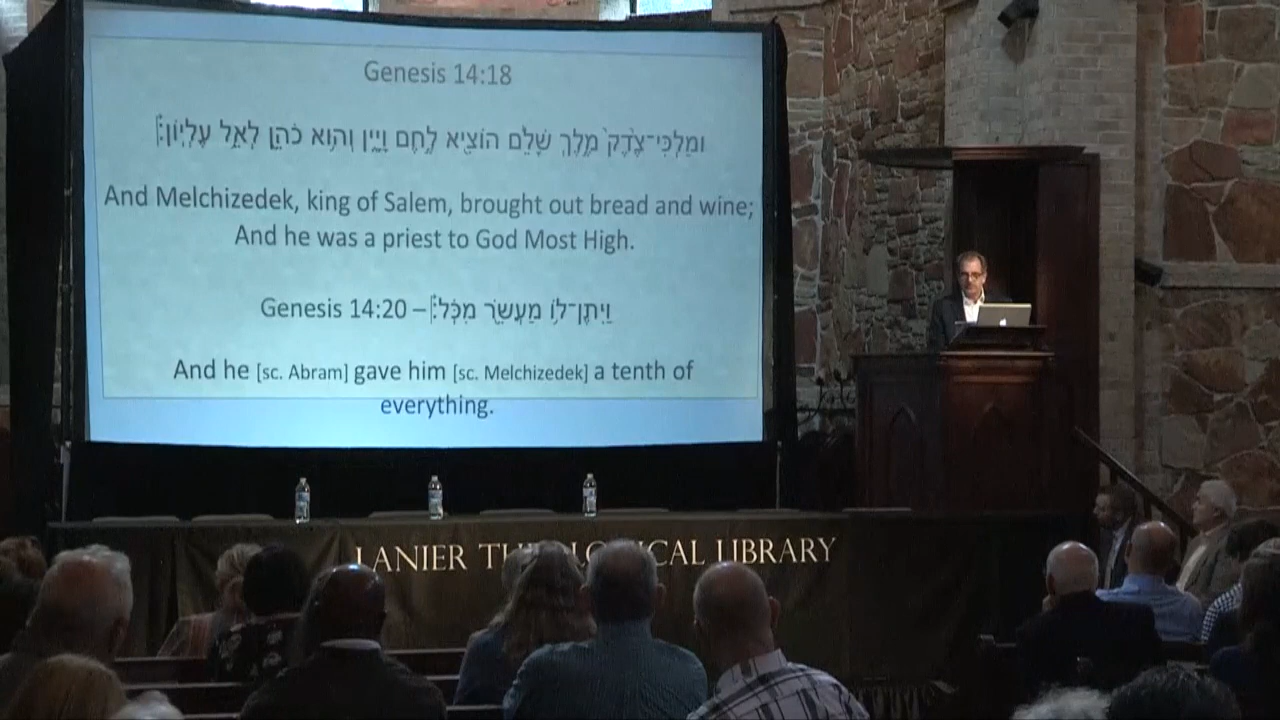 Genesis 14:18
וּמַלְכִּי־צֶ֙דֶק֙ מֶ֣לֶךְ שָׁלֵ֔ם הוֹצִ֖יא לֶ֣חֶם וָיָ֑יִן וְה֥וּא כֹהֵ֖ן לְאֵ֥ל עֶלְיֽוֹן׃
And Melchizedek, king of Salem, brought out bread and wine;
And he was a priest to God Most High.
Genesis 14:20 – וַיִּתֶּן־ל֥וֹ מַעֲשֵׂ֖ר מִכֹּֽל׃
And he [sc. Abram] gave him [sc. Melchizedek] a tenth of
everything.
LANIER THEOLOGICAL LIBRARY